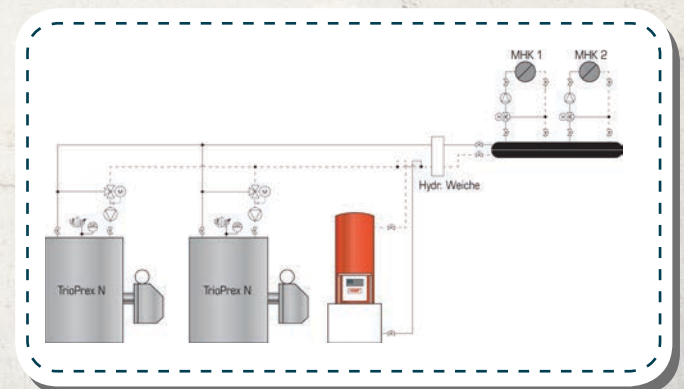 MHK 1 MHK 2
Hydr. Weiche
TrioPrex N TrioPrex N
M
M